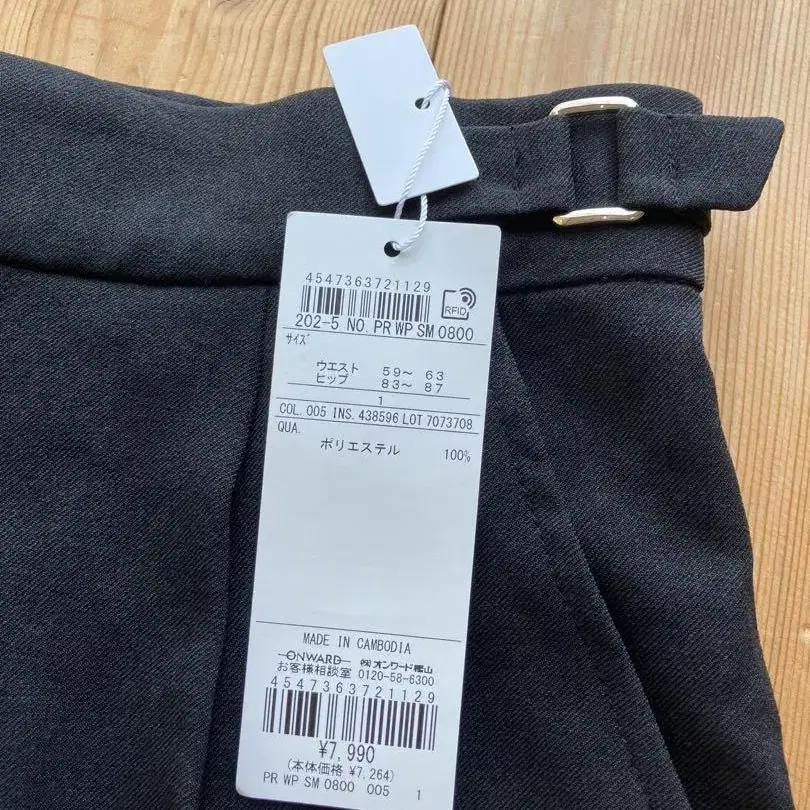 4547363721129
RFID
202-5 NO. PR WP SM 0800
サイズ
ウエスト 59～ 63
ヒップ 83～ 87
1
COL. 005 INS. 438596 LOT 7073708
QUA.
ポリエステル 100%
MADE IN CAMBODIA
ONWARD ㈱オンワード樫山
お客様相談室 0120-58-6300
4547363721129
¥7,990
(本体価格 ¥7,264)
PR WP SM 0800 005 1